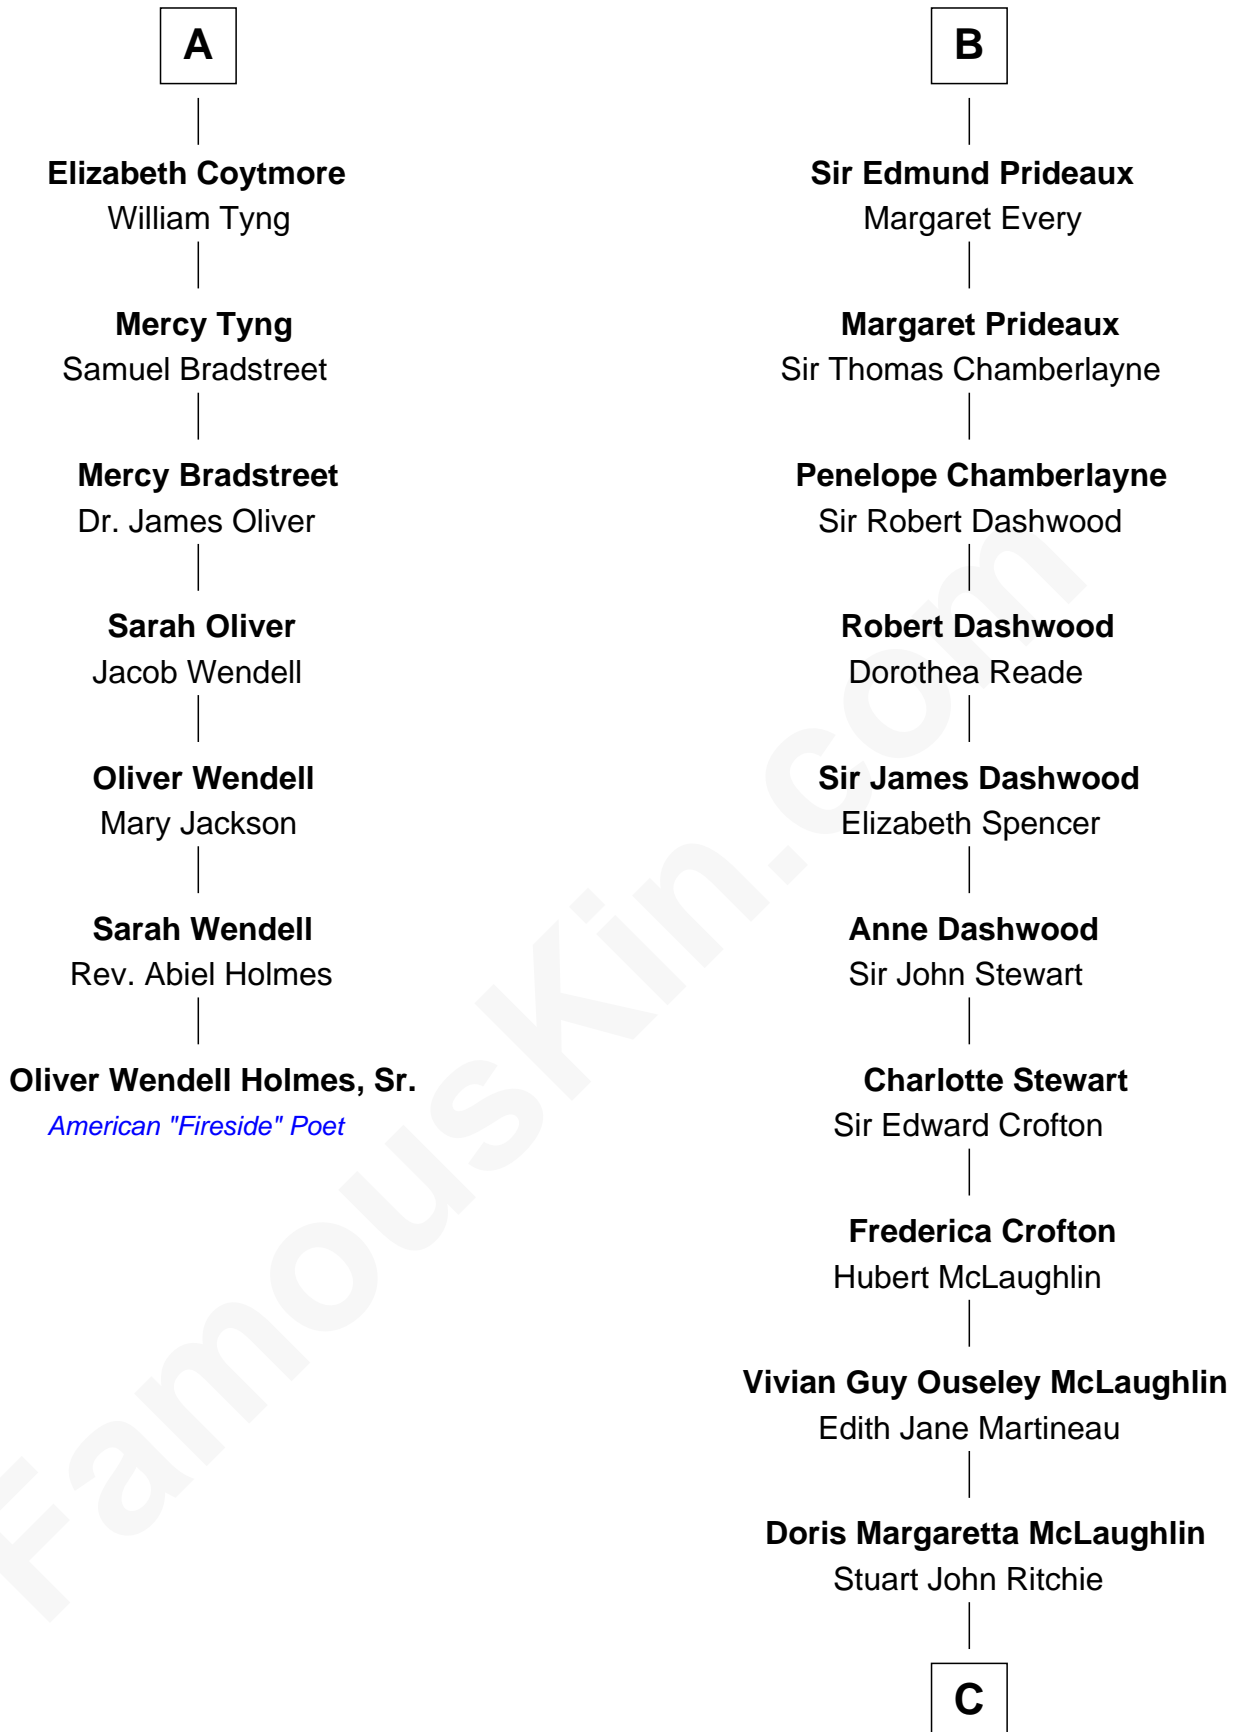 A
Elizabeth Coytmore
William Tyng
Mercy Tyng
Samuel Bradstreet
Mercy Bradstreet
Dr. James Oliver
Sarah Oliver
Jacob Wendell
Oliver Wendell
Mary Jackson
Sarah Wendell
Rev. Abiel Holmes
Oliver Wendell Holmes, Sr.
American "Fireside" Poet
B
Sir Edmund Prideaux
Margaret Every
Margaret Prideaux
Sir Thomas Chamberlayne
Penelope Chamberlayne
Sir Robert Dashwood
Robert Dashwood
Dorothea Reade
Sir James Dashwood
Elizabeth Spencer
Anne Dashwood
Sir John Stewart
Charlotte Stewart
Sir Edward Crofton
Frederica Crofton
Hubert McLaughlin
Vivian Guy Ouseley McLaughlin
Edith Jane Martineau
Doris Margaretta McLaughlin
Stuart John Ritchie
C
FamousKin.com